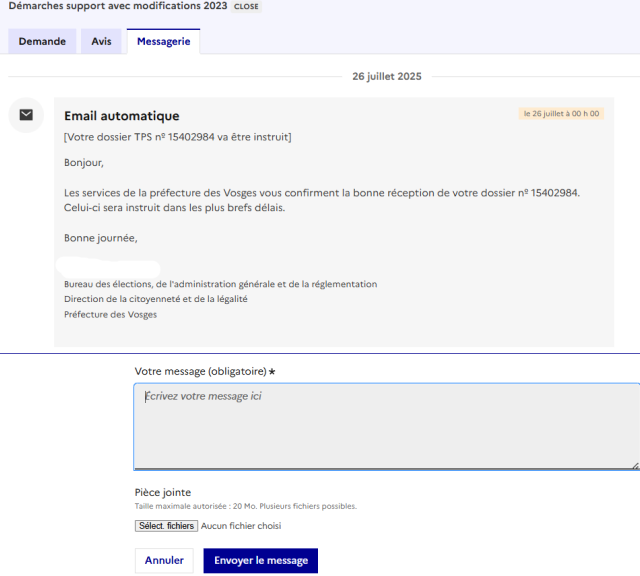 Démarches support avec modifications 2023 CLOSE
Demande Avis Messagerie
26 juillet 2025
Email automatique
le 26 juillet à 00 h 00
[Votre dossier TPS nº 15402984 va être instruit]
Bonjour,
Les services de la préfecture des Vosges vous confirment la bonne réception de votre dossier nº 15402984.
Celui-ci sera instruit dans les plus brefs délais.
Bonne journée,
Bureau des élections, de l'administration générale et de la réglementation
Direction de la citoyenneté et de la légalité
Préfecture des Vosges
Votre message (obligatoire) *
Écrivez votre message ici
Pièce jointe
Taille maximale autorisée : 20 Mo. Plusieurs fichiers possibles.
Sélect. fichiers Aucun fichier choisi
Annuler Envoyer le message